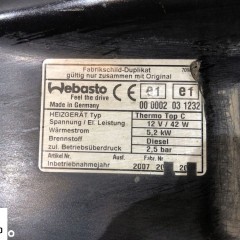 Fabrikschild-Duplikat
gültig nur zusammen mit Original
Webasto
Feel the drive
CE
e1
e1
Made in Germany
00 0002 03 1232
HEIZGERÄT Typ Thermo Top C
Spannung / El. Leistung 12 V / 42 W
Wärmestrom 5,2 kW
Brennstoff Diesel
zul. Betriebsüberdruck 2,5 bar
Artikel Nr. Ausf.
Inbetriebnahmejahr 2007